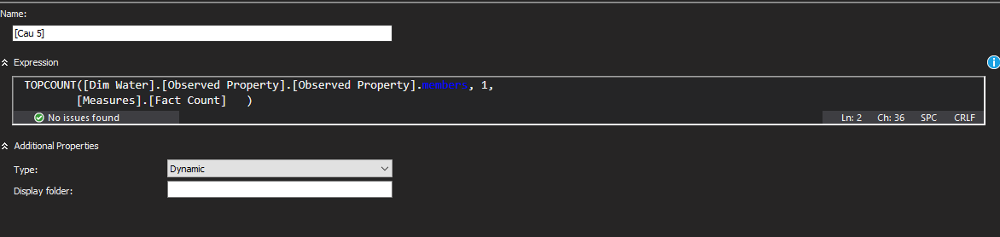 Name:
[Cau 5]
Expression
TOPCOUNT([Dim Water].[Observed Property].[Observed Property].members, 1,
[Measures].[Fact Count] )
No issues found
Ln: 2 Ch: 36 SPC CRLF
Additional Properties
Type:
Dynamic
Display folder: